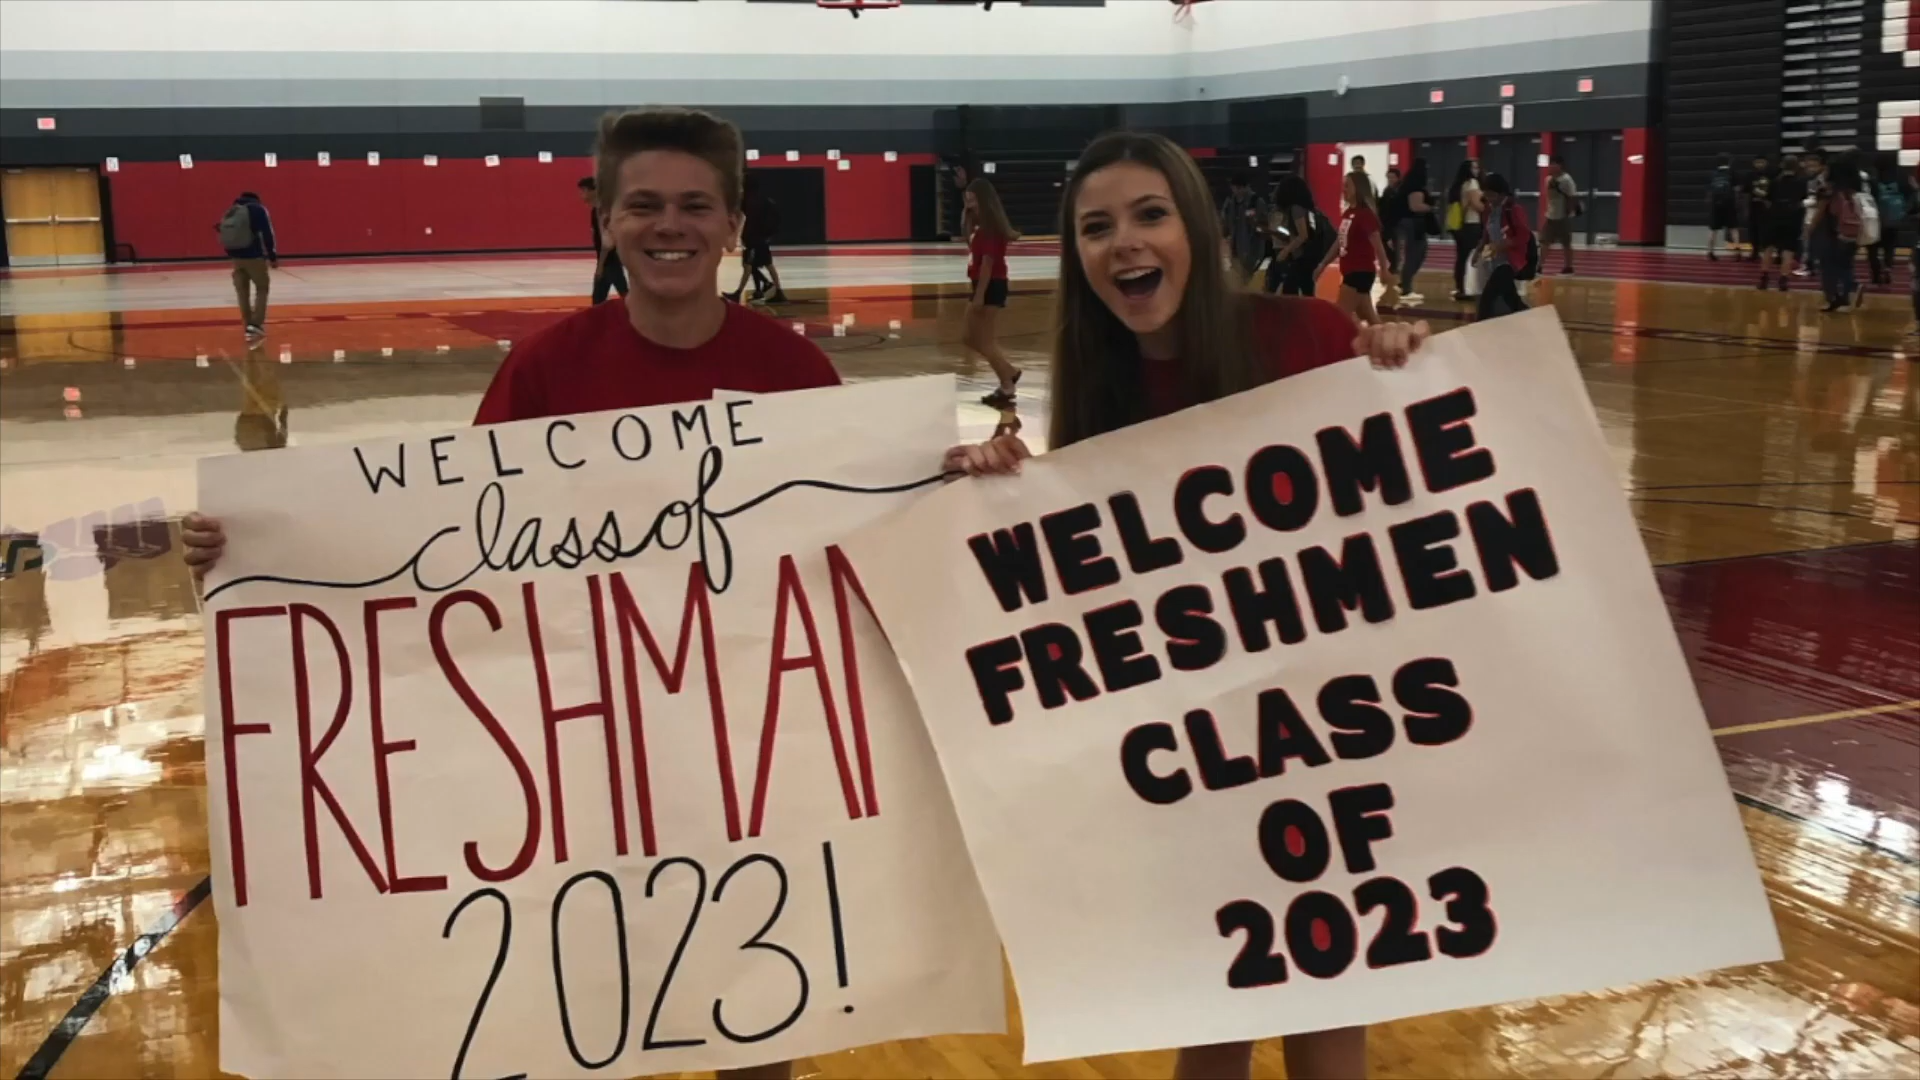 WELCOME
class of
FRESHMAN
2023!
WELCOME
FRESHMEN
CLASS
OF
2023